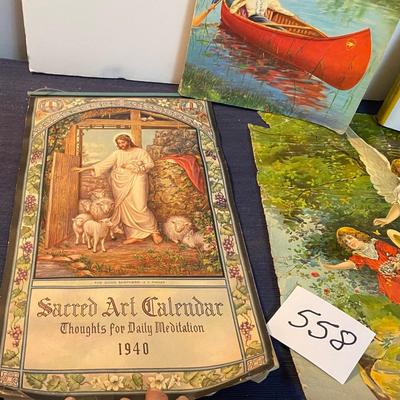 THE GOOD SHEPHERD
Sacred Art Calendar
Thoughts for Daily Meditation
1940
558